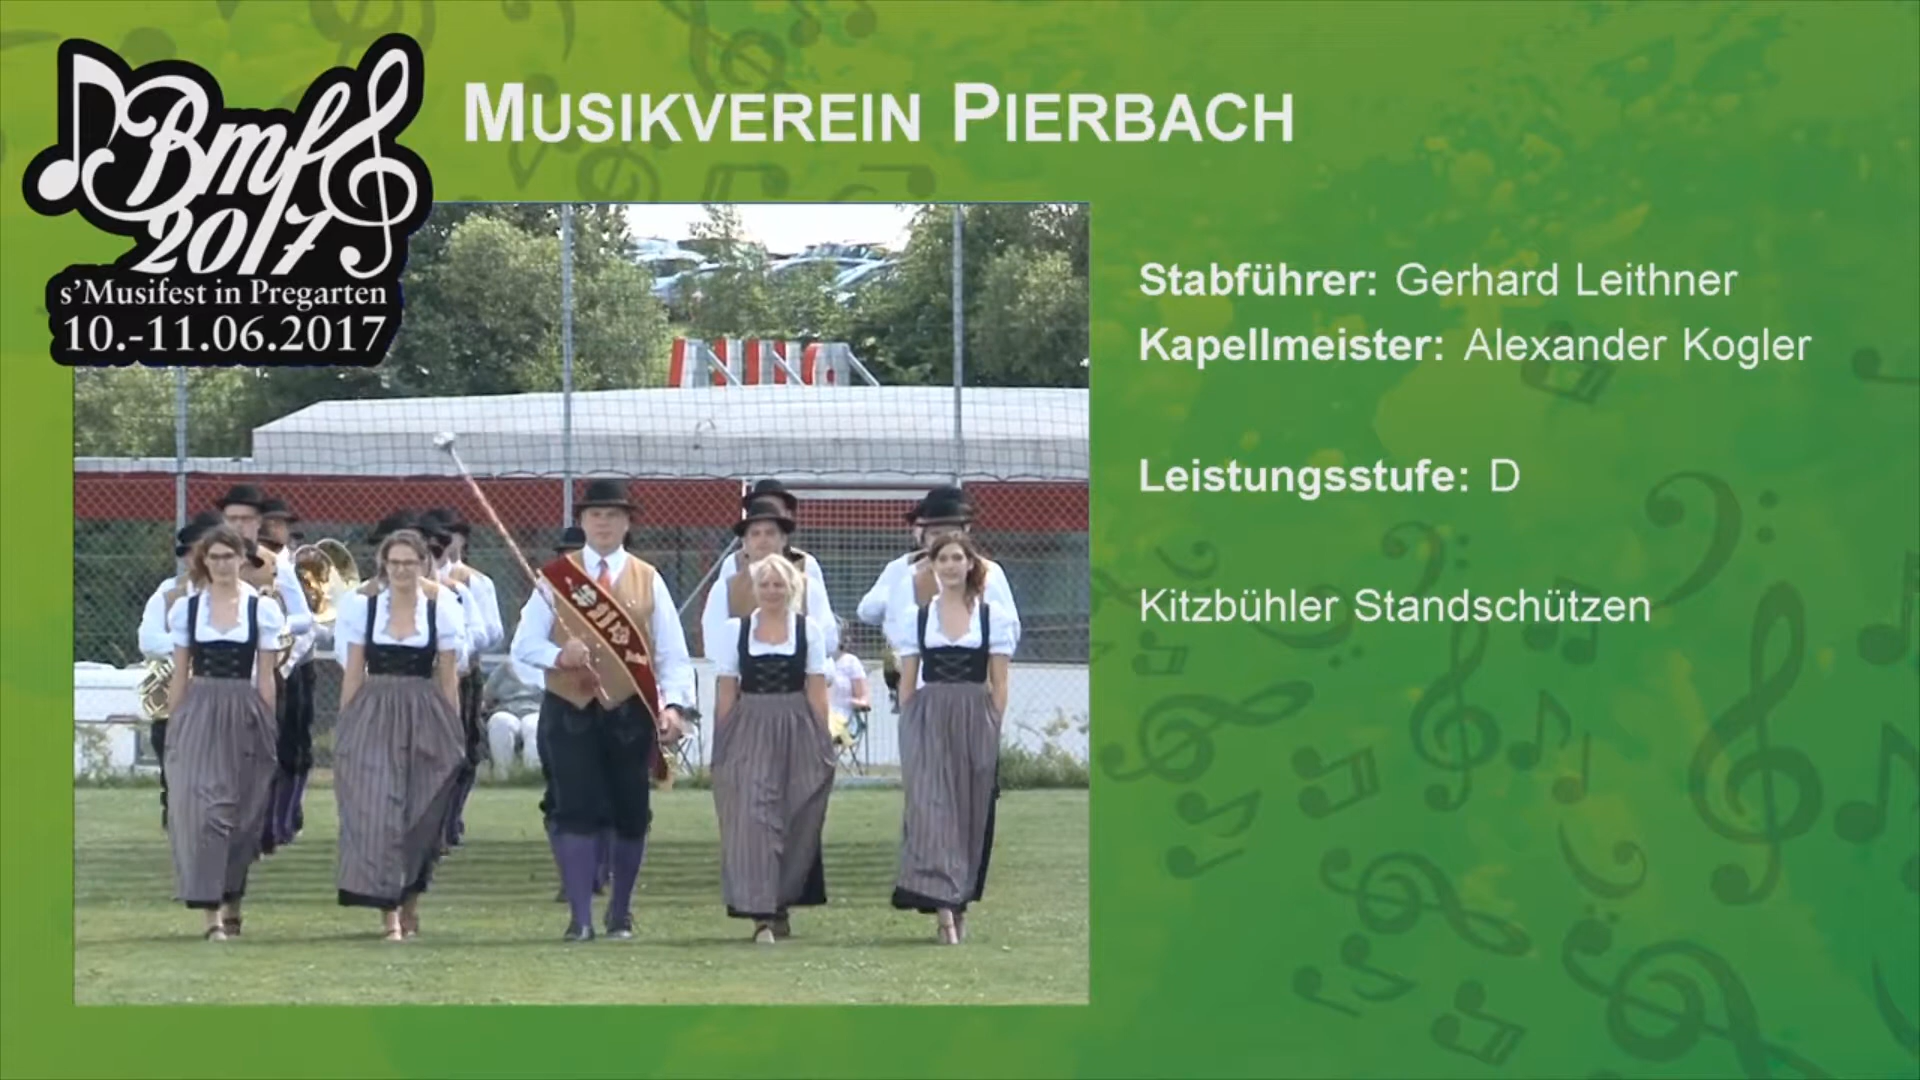 Bmf
2017
s'Musifest in Pregarten
10.-11.06.2017
MUSIKVEREIN PIERBACH
Stabführer: Gerhard Leithner
Kapellmeister: Alexander Kogler
Leistungsstufe: D
Kitzbühler Standschützen